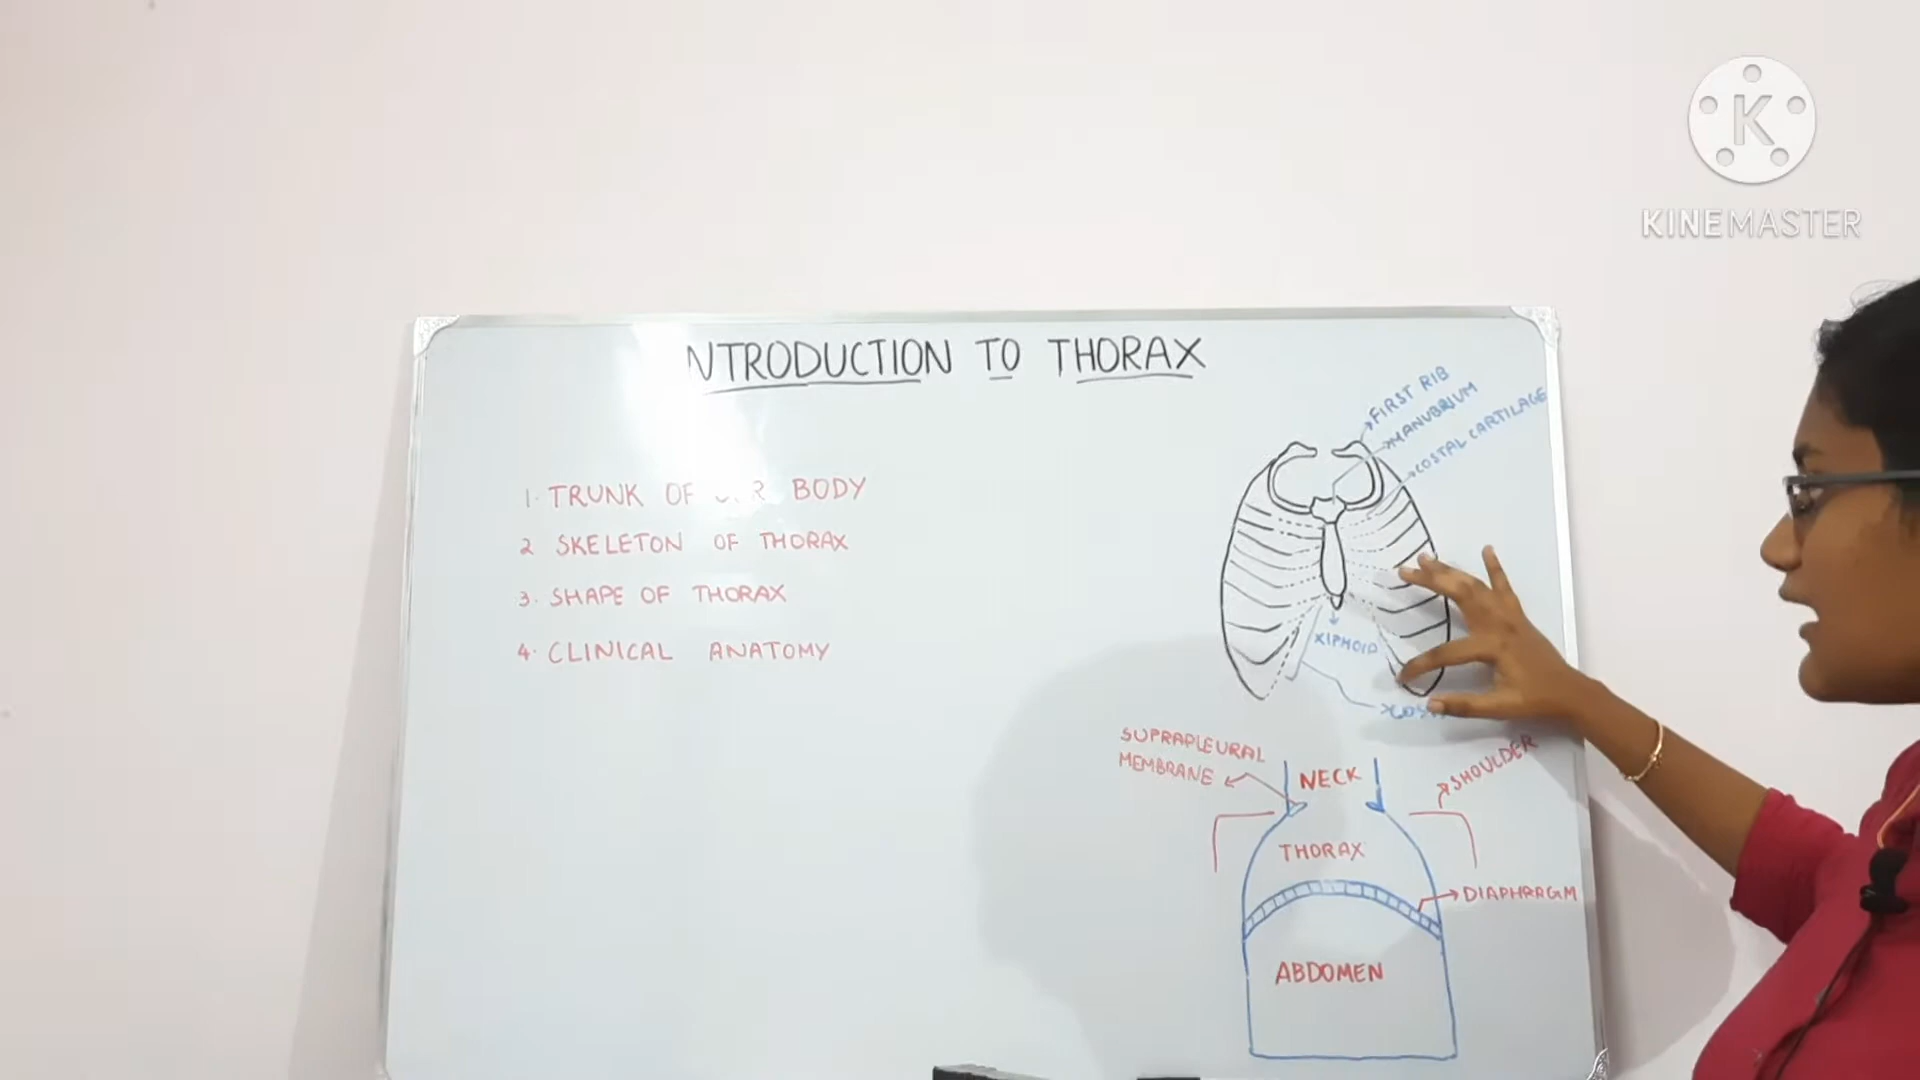 K
KINEMASTER
NTRODUCTION TO THORAX
1. TRUNK OF BODY
2 SKELETON OF THORAX
3. SHAPE OF THORAX
4. CLINICAL ANATOMY
FIRST RIB
MANUBRIUM
COSTAL CARTILAGE
XIPHOID
SUPRAPLEURAL
MEMBRANE
NECK
SHOULDER
THORAX
DIAPHRAGM
ABDOMEN